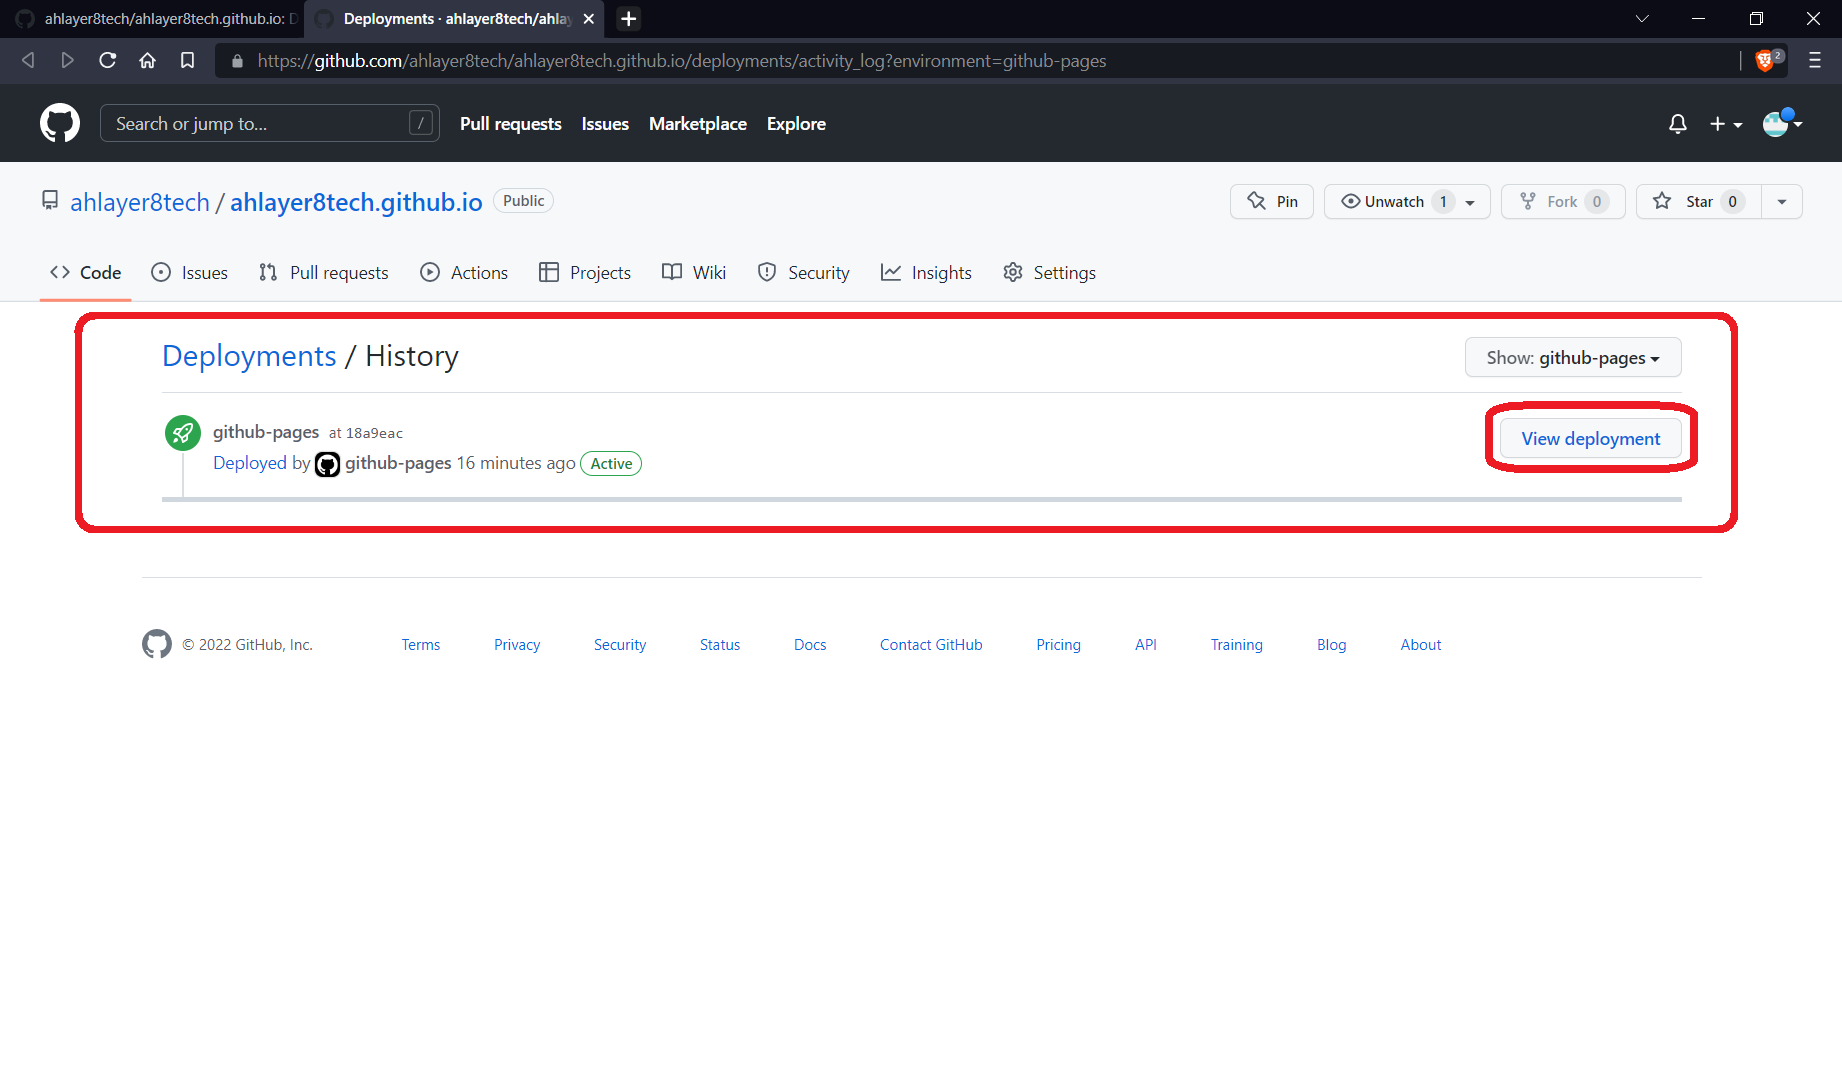 ahlayer8tech/ahlayer8tech.github.io: D
Deployments · ahlayer8tech/ahlay
https://github.com/ahlayer8tech/ahlayer8tech.github.io/deployments/activity_log?environment=github-pages
2
Search or jump to...
/
Pull requests
Issues
Marketplace
Explore
ahlayer8tech / ahlayer8tech.github.io
Public
Pin
Unwatch 1
Fork 0
Star 0
Code
Issues
Pull requests
Actions
Projects
Wiki
Security
Insights
Settings
Deployments / History
Show: github-pages
github-pages at 18a9eac
Deployed by github-pages 16 minutes ago Active
View deployment
© 2022 GitHub, Inc.
Terms
Privacy
Security
Status
Docs
Contact GitHub
Pricing
API
Training
Blog
About